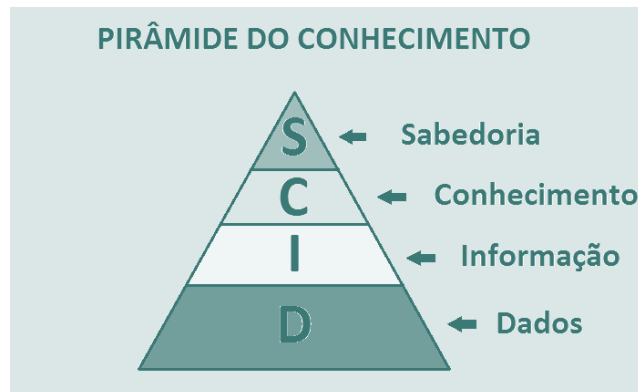 PIRÂMIDE DO CONHECIMENTO
S
Sabedoria
C
Conhecimento
I
Informação
D
Dados